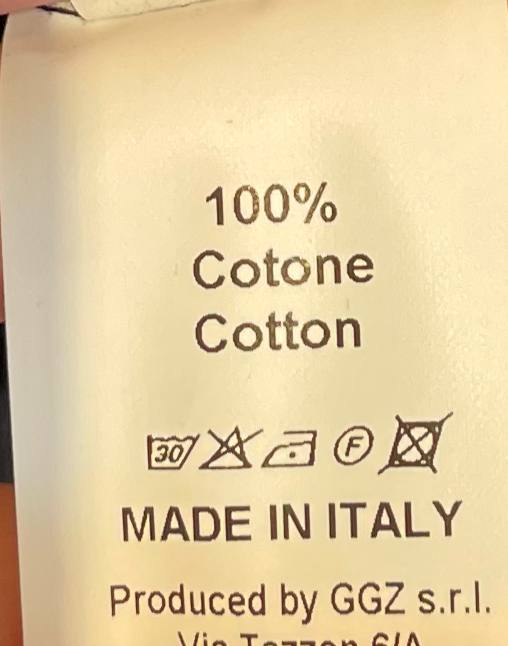 100%
Cotone
Cotton
30 F
MADE IN ITALY
Produced by GGZ s.r.l.